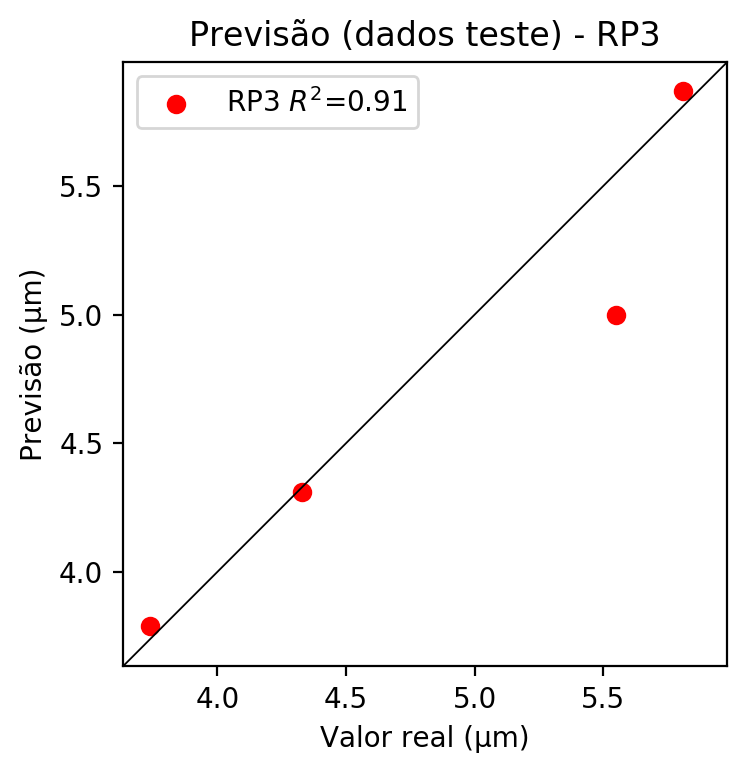 Previsão (dados teste) - RP3
RP3 R²=0.91
Previsão (µm)
5.5
5.0
4.5
4.0
4.0 4.5 5.0 5.5
Valor real (µm)